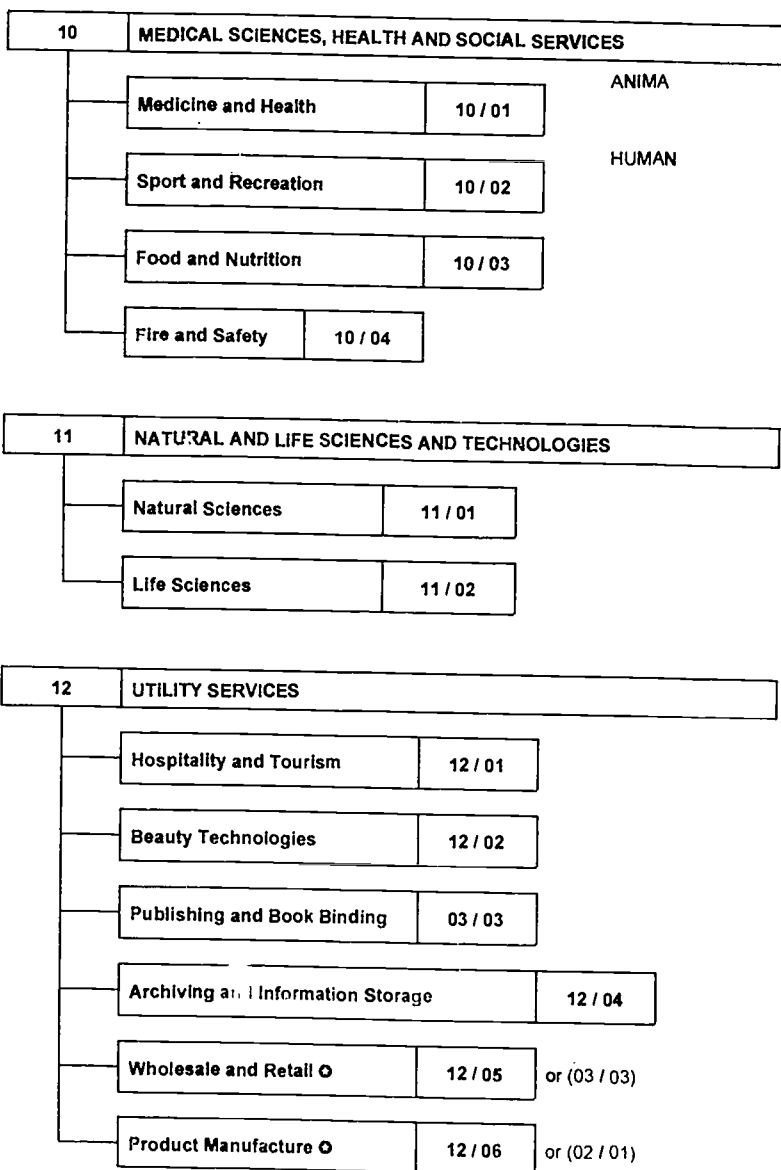 10 MEDICAL SCIENCES, HEALTH AND SOCIAL SERVICES
Medicine and Health 10 / 01 ANIMA
Sport and Recreation 10 / 02 HUMAN
Food and Nutrition 10 / 03
Fire and Safety 10 / 04
11 NATURAL AND LIFE SCIENCES AND TECHNOLOGIES
Natural Sciences 11 / 01
Life Sciences 11 / 02
12 UTILITY SERVICES
Hospitality and Tourism 12 / 01
Beauty Technologies 12 / 02
Publishing and Book Binding 03 / 03
Archiving and Information Storage 12 / 04
Wholesale and Retail ✪ 12 / 05 or (03 / 03)
Product Manufacture ✪ 12 / 06 or (02 / 01)